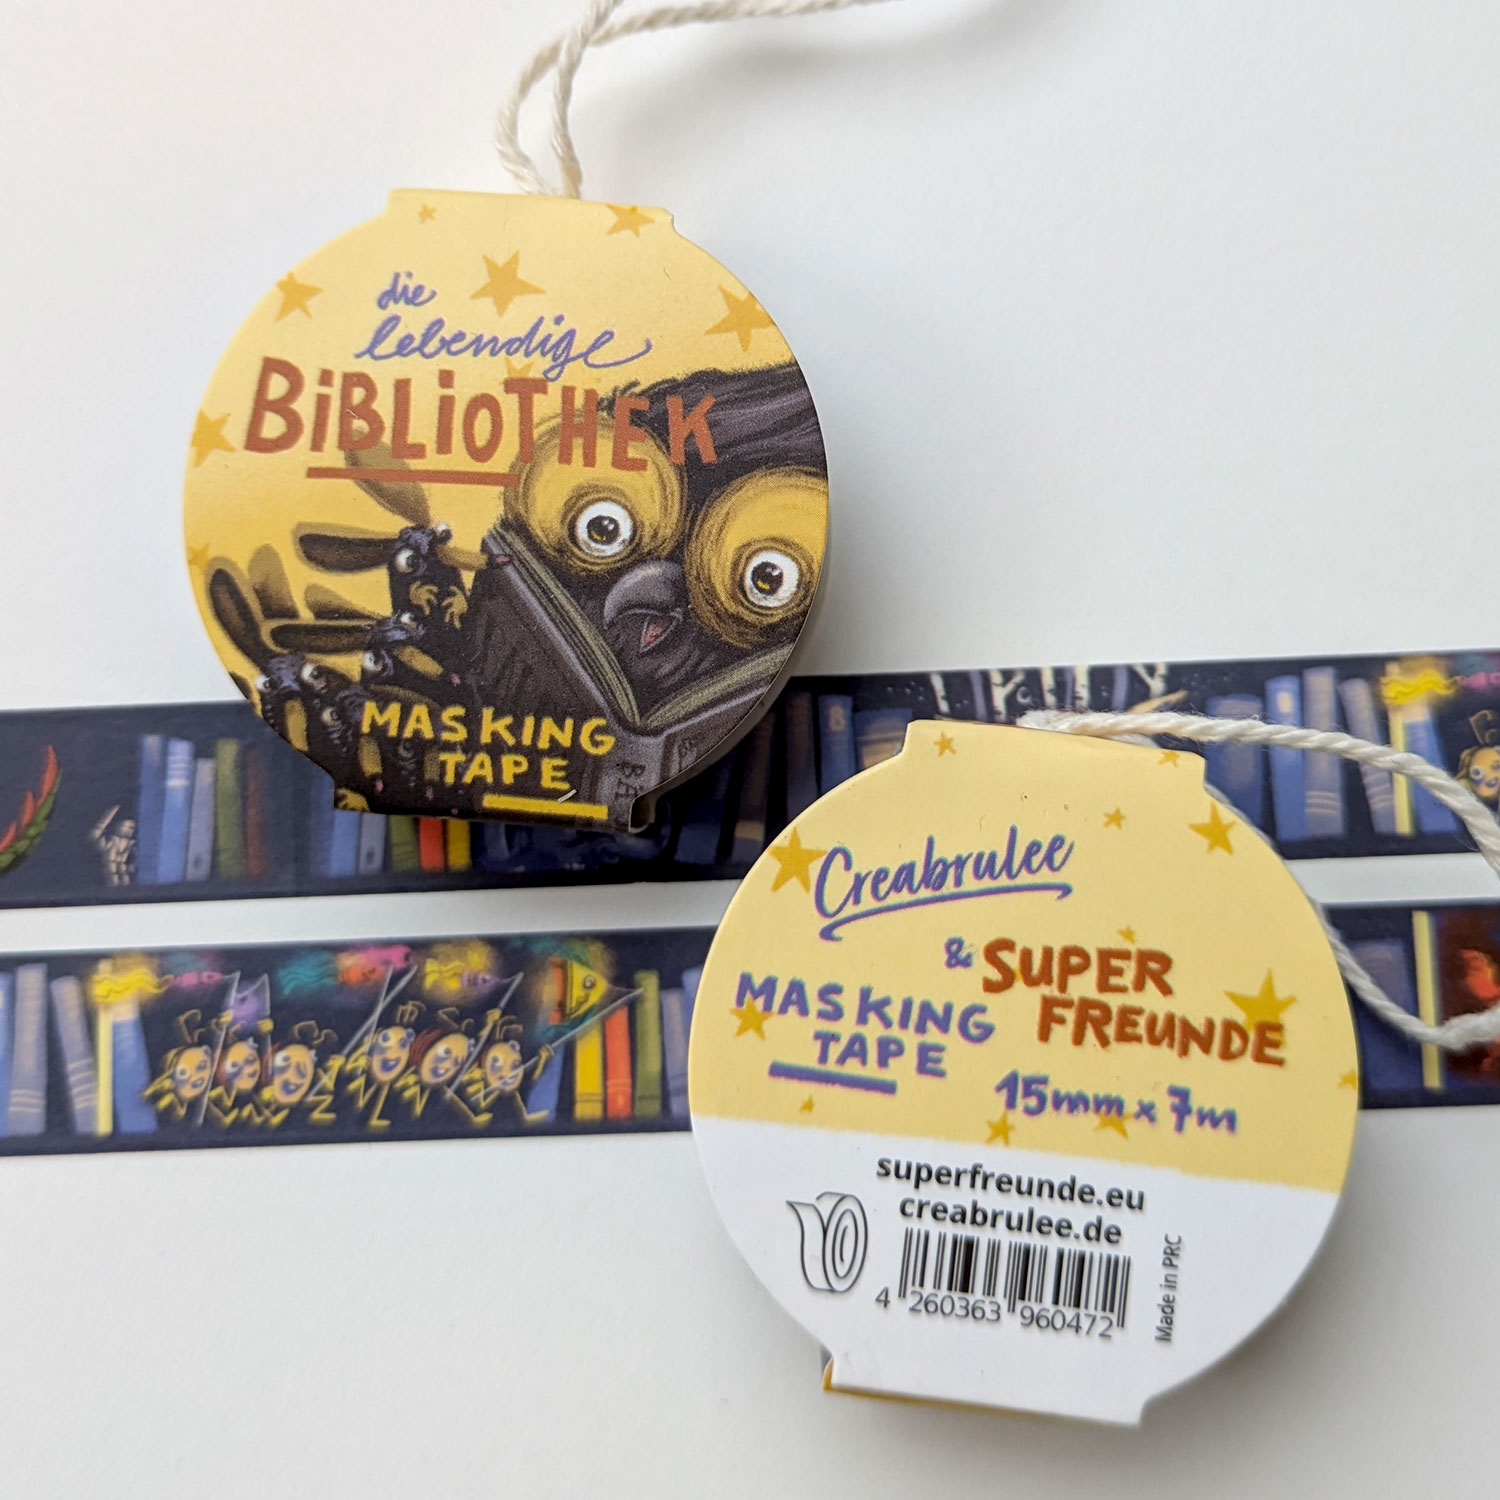 die
lebendige
BiBLiOTHEK
MASKING
TAPE
Creabrulee
& SUPER
FREUNDE
MASKING
TAPE
15mm x 7m
superfreunde.eu
creabrulee.de
4 260363 960472
Made in PRC